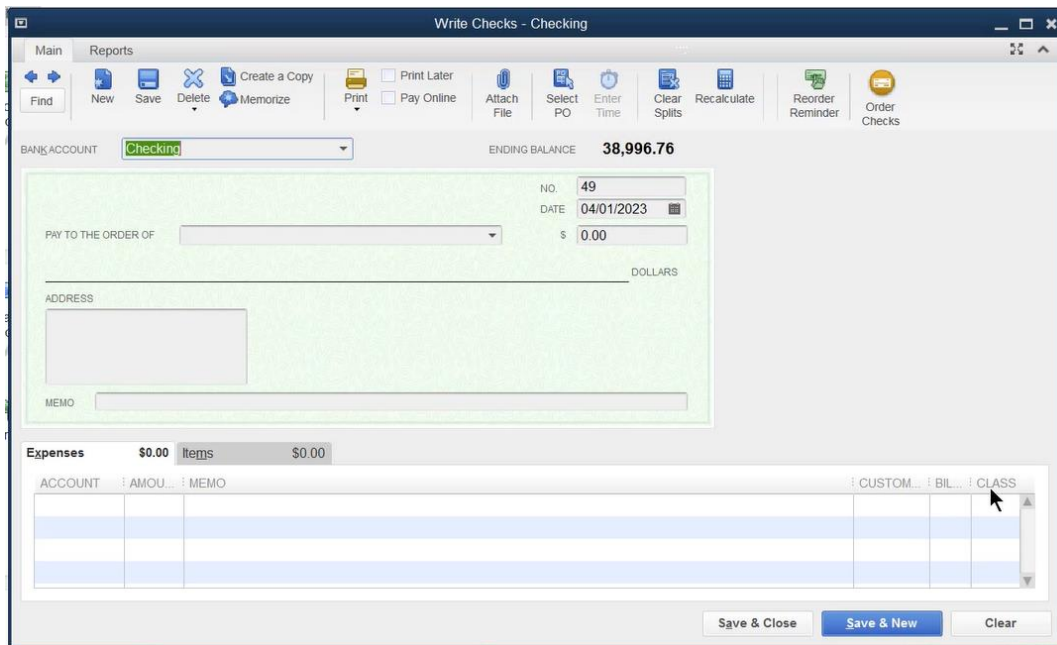 Write Checks - Checking
Main Reports
Find
New
Save
Delete
Create a Copy
Memorize
Print
Print Later
Pay Online
Attach
File
Select
PO
Enter
Time
Clear
Splits
Recalculate
Reorder
Reminder
Order
Checks
BANK ACCOUNT Checking ENDING BALANCE 38,996.76
NO. 49
DATE 04/01/2023
PAY TO THE ORDER OF $ 0.00
DOLLARS
ADDRESS
MEMO
Expenses $0.00 Items $0.00
ACCOUNT AMOU... MEMO CUSTOM... BIL... CLASS
Save & Close Save & New Clear